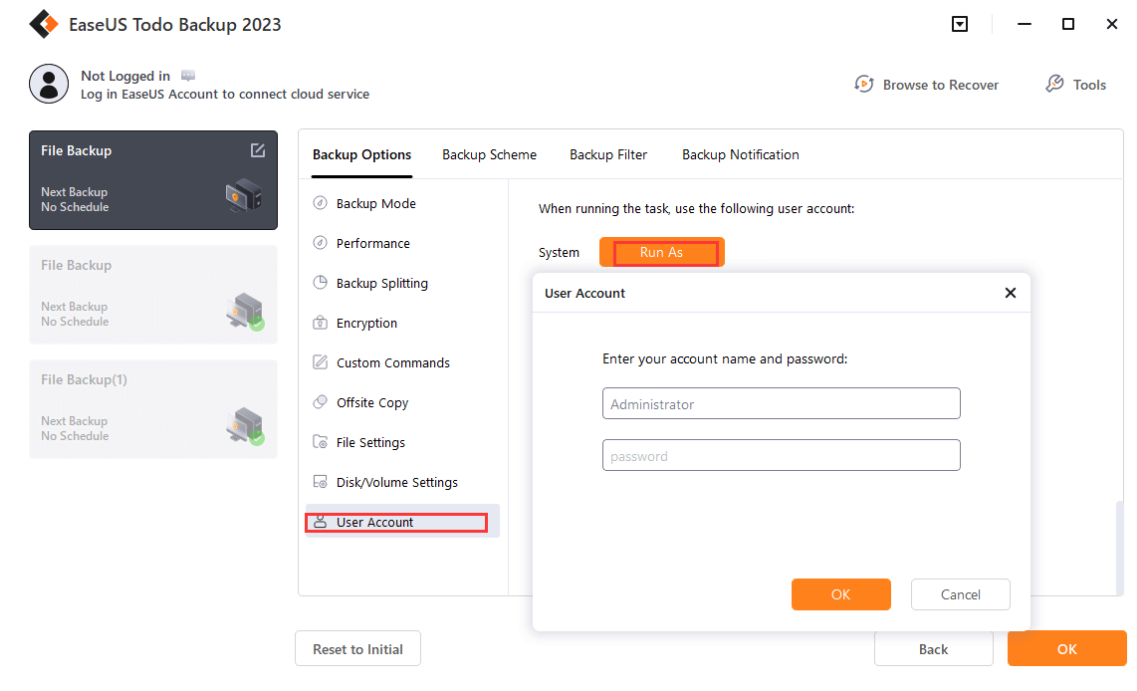 EaseUS Todo Backup 2023
Not Logged in
Log in EaseUS Account to connect cloud service
Browse to Recover
Tools
File Backup
Next Backup
No Schedule
File Backup
Next Backup
No Schedule
File Backup(1)
Next Backup
No Schedule
Backup Options
Backup Scheme
Backup Filter
Backup Notification
Backup Mode
Performance
Backup Splitting
Encryption
Custom Commands
Offsite Copy
File Settings
Disk/Volume Settings
User Account
When running the task, use the following user account:
System
Run As
User Account
Enter your account name and password:
Administrator
password
OK
Cancel
Reset to Initial
Back
OK